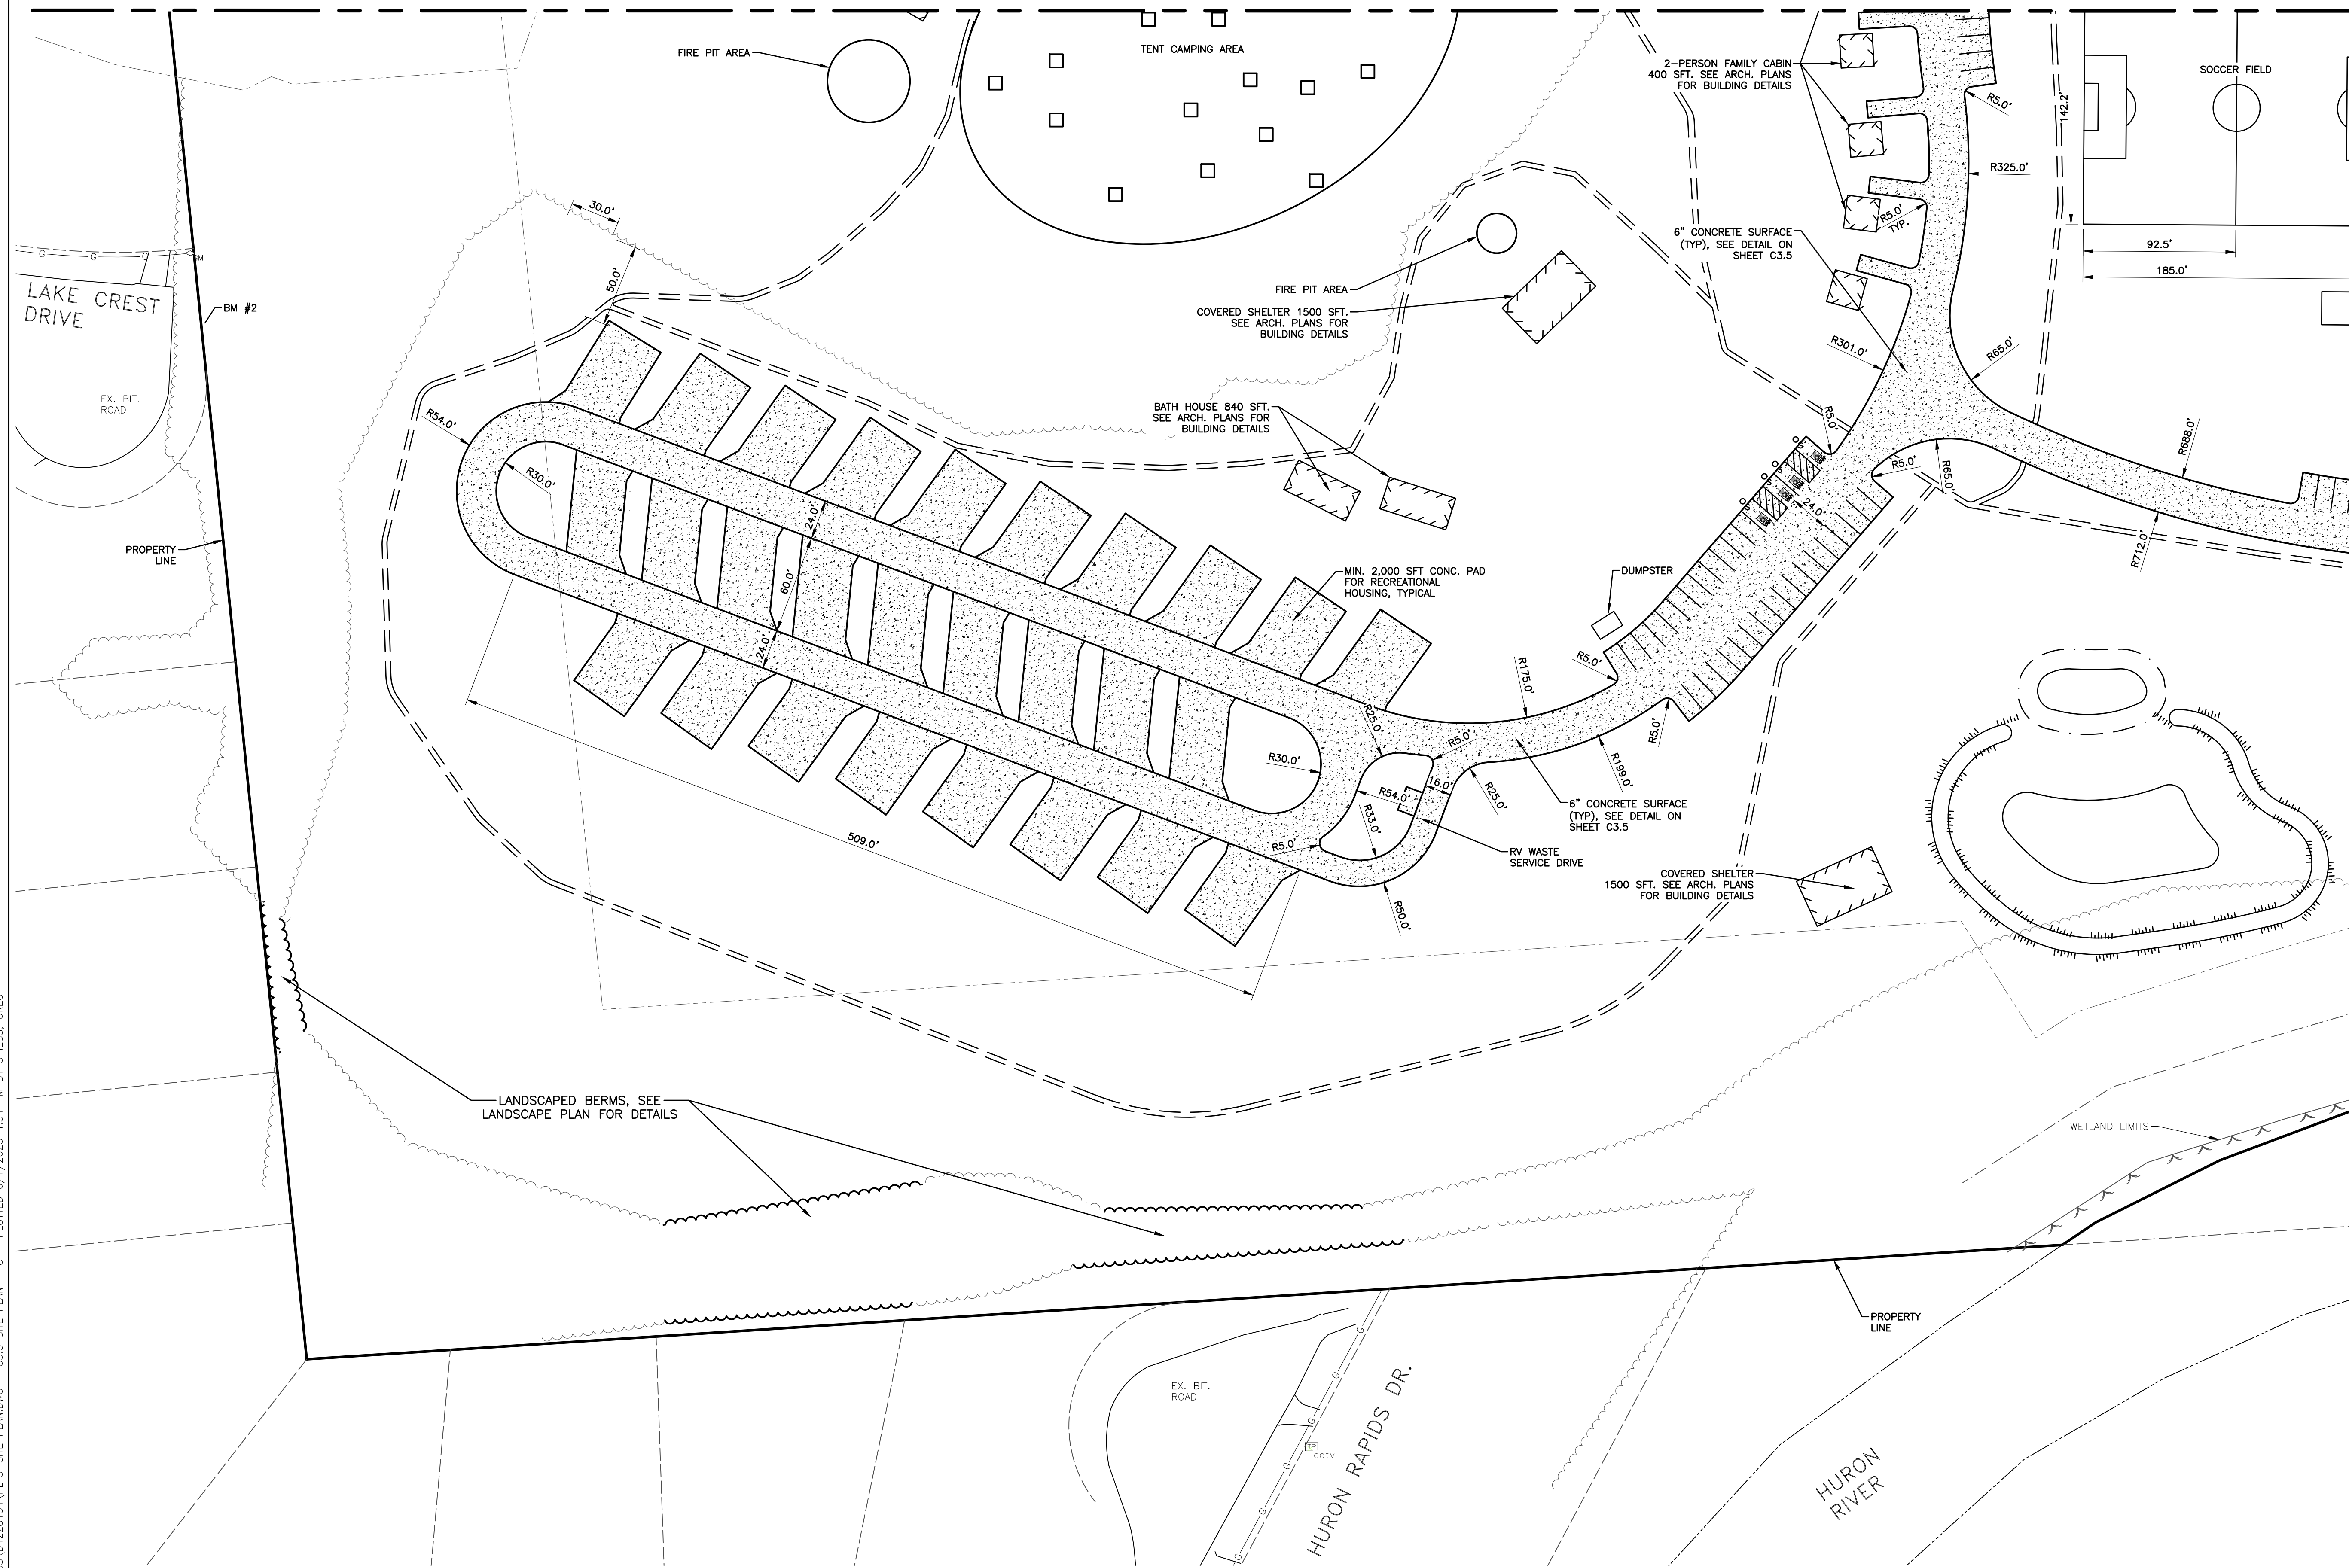 FIRE PIT AREA
TENT CAMPING AREA
2-PERSON FAMILY CABIN
400 SFT. SEE ARCH. PLANS
FOR BUILDING DETAILS
SOCCER FIELD
142.2'
R5.0'
R325.0'
R5.0'
TYP.
6" CONCRETE SURFACE
(TYP), SEE DETAIL ON
SHEET C3.5
92.5'
185.0'
30.0'
50.0'
G
G
G
GM
LAKE CREST
DRIVE
BM #2
EX. BIT.
ROAD
FIRE PIT AREA
COVERED SHELTER 1500 SFT.
SEE ARCH. PLANS FOR
BUILDING DETAILS
R301.0'
R65.0'
BATH HOUSE 840 SFT.
SEE ARCH. PLANS FOR
BUILDING DETAILS
R5.0'
R54.0'
R30.0'
R688.0'
R5.0'
R65.0'
24.0'
R712.0'
24.0'
60.0'
24.0'
PROPERTY
LINE
MIN. 2,000 SFT CONC. PAD
FOR RECREATIONAL
HOUSING, TYPICAL
DUMPSTER
R5.0'
R175.0'
R25.0'
R5.0'
R5.0'
R30.0'
R54.0'
16.0'
R25.0'
R199.0'
R33.0'
R5.0'
6" CONCRETE SURFACE
(TYP), SEE DETAIL ON
SHEET C3.5
509.0'
RV WASTE
SERVICE DRIVE
R50.0'
COVERED SHELTER
1500 SFT. SEE ARCH. PLANS
FOR BUILDING DETAILS
LANDSCAPED BERMS, SEE
LANDSCAPE PLAN FOR DETAILS
WETLAND LIMITS
PROPERTY
LINE
EX. BIT.
ROAD
G
G
G
G
G
G
TP
catv
HURON RAPIDS DR.
HURON
RIVER